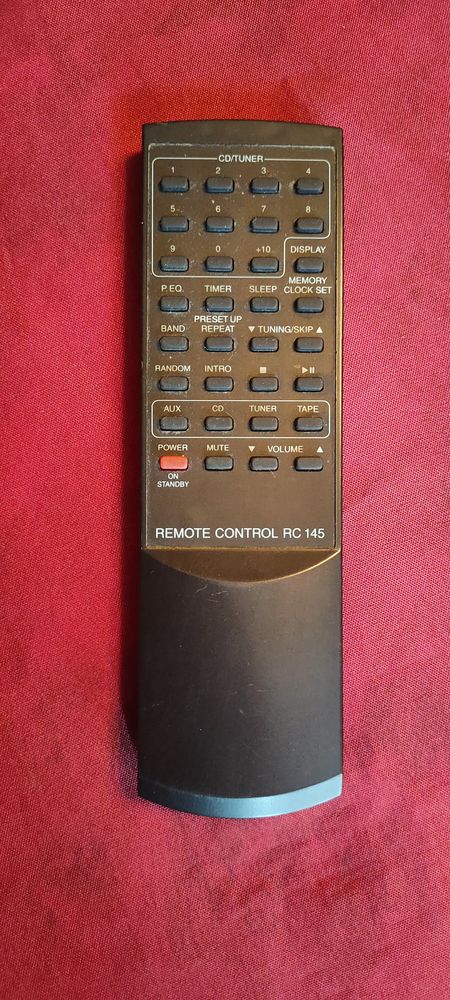 CD/TUNER
1 2 3 4
5 6 7 8
9 0 +10 DISPLAY
P.EQ. TIMER SLEEP MEMORY CLOCK SET
BAND PRESET UP REPEAT ▼ TUNING/SKIP ▲
RANDOM INTRO ■ ▶▮▮
AUX CD TUNER TAPE
POWER MUTE ▼ VOLUME ▲
ON
STANDBY
REMOTE CONTROL RC 145